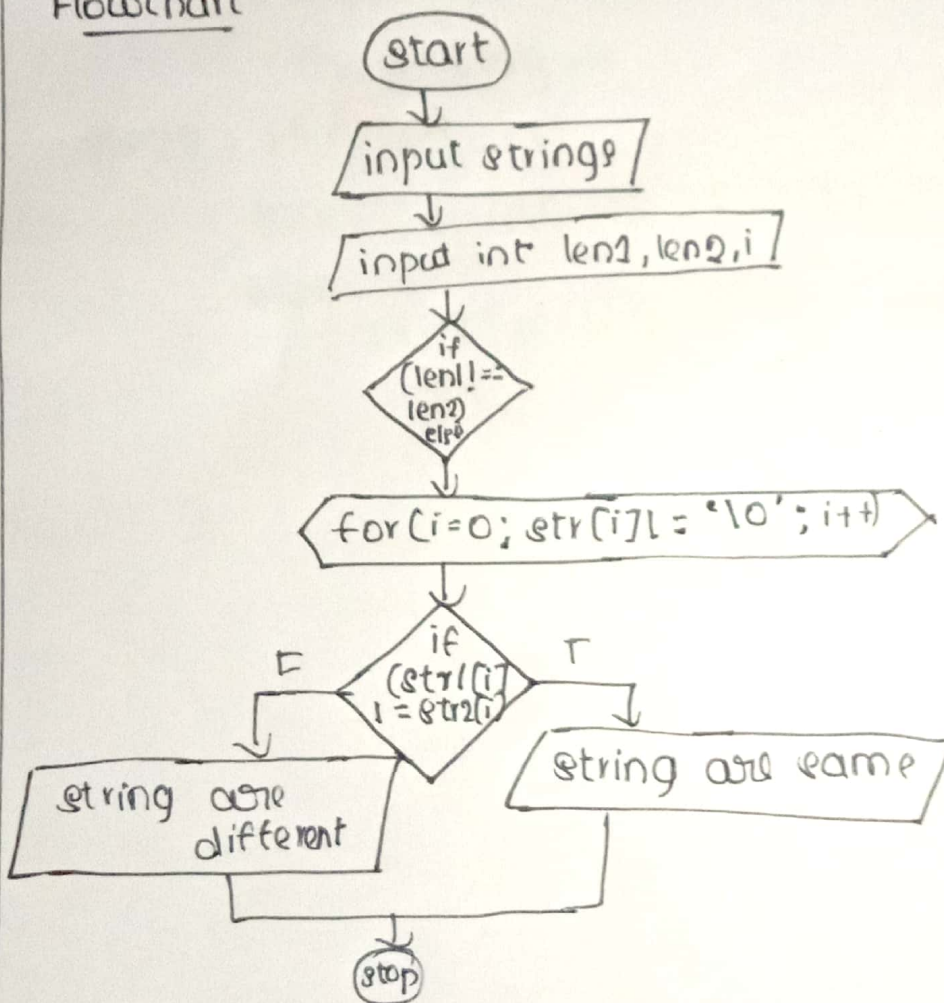 Flowchart
start
input strings
input int len1, len2, i
if
(len1! ==
len2)
else
for(i=0; str[i]! = '\0'; i++)
if
F
T
(str1[i]
! = str2[i)
string are
different
string are same
stop